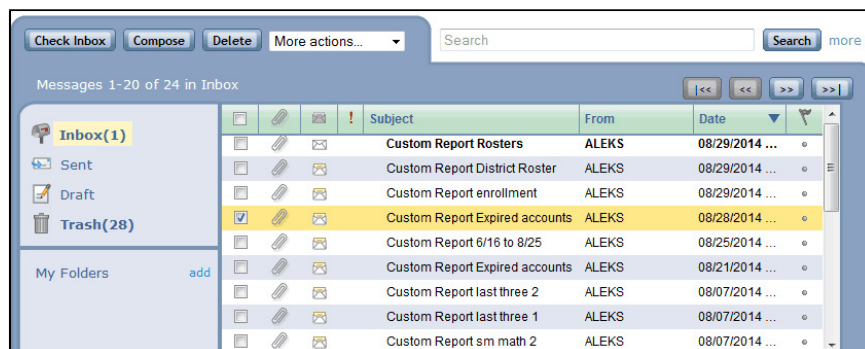 Check Inbox Compose Delete More actions... Search Search more
Messages 1-20 of 24 in Inbox |<< << >> >>|
Inbox(1)
Sent
Draft
Trash(28)
My Folders add
! Subject From Date
Custom Report Rosters ALEKS 08/29/2014 ...
Custom Report District Roster ALEKS 08/29/2014 ...
Custom Report enrollment ALEKS 08/29/2014 ...
Custom Report Expired accounts ALEKS 08/28/2014 ...
Custom Report 6/16 to 8/25 ALEKS 08/25/2014 ...
Custom Report Expired accounts ALEKS 08/21/2014 ...
Custom Report last three 2 ALEKS 08/07/2014 ...
Custom Report last three 1 ALEKS 08/07/2014 ...
Custom Report sm math 2 ALEKS 08/07/2014 ...